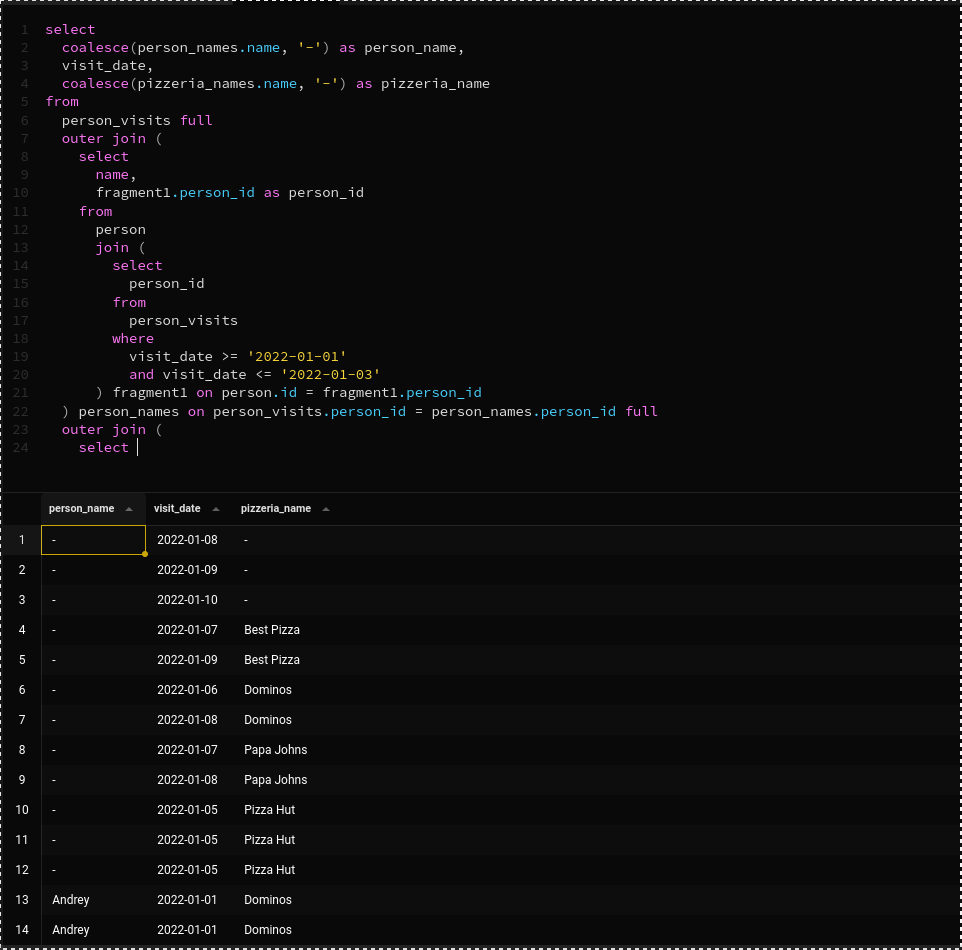 1 select
2 coalesce(person_names.name, '-') as person_name,
3 visit_date,
4 coalesce(pizzeria_names.name, '-') as pizzeria_name
5 from
6 person_visits full
7 outer join (
8 select
9 name,
10 fragment1.person_id as person_id
11 from
12 person
13 join (
14 select
15 person_id
16 from
17 person_visits
18 where
19 visit_date >= '2022-01-01'
20 and visit_date <= '2022-01-03'
21 ) fragment1 on person.id = fragment1.person_id
22 ) person_names on person_visits.person_id = person_names.person_id full
23 outer join (
24 select
person_name visit_date pizzeria_name
1 - 2022-01-08 -
2 - 2022-01-09 -
3 - 2022-01-10 -
4 - 2022-01-07 Best Pizza
5 - 2022-01-09 Best Pizza
6 - 2022-01-06 Dominos
7 - 2022-01-08 Dominos
8 - 2022-01-07 Papa Johns
9 - 2022-01-08 Papa Johns
10 - 2022-01-05 Pizza Hut
11 - 2022-01-05 Pizza Hut
12 - 2022-01-05 Pizza Hut
13 Andrey 2022-01-01 Dominos
14 Andrey 2022-01-01 Dominos